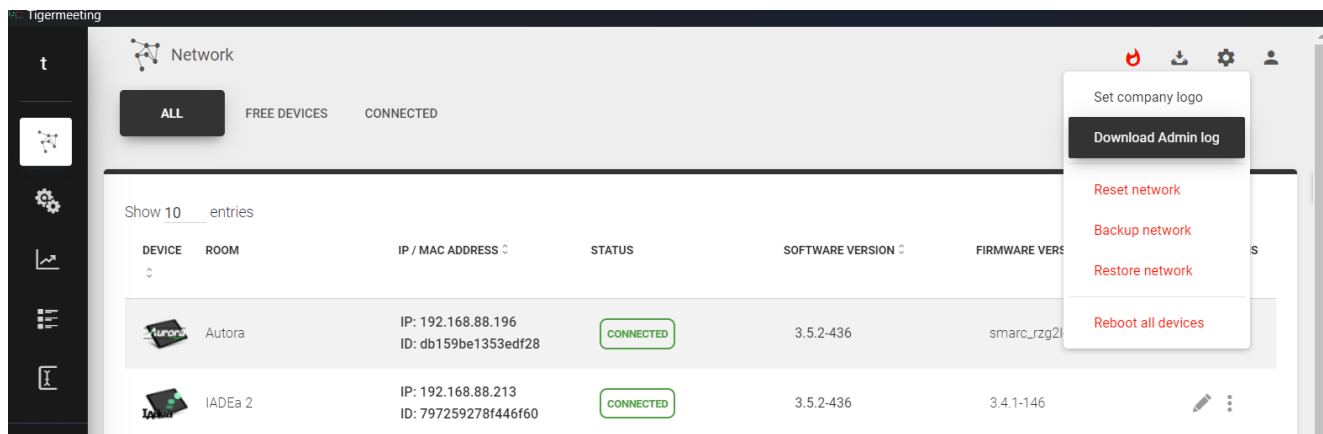 Tigermeeting
t
Network
ALL
FREE DEVICES
CONNECTED
Set company logo
Download Admin log
Reset network
Backup network
Restore network
Reboot all devices
Show 10 entries
DEVICE ROOM IP / MAC ADDRESS STATUS SOFTWARE VERSION FIRMWARE VERS S
Aurora
Autora
IP: 192.168.88.196
ID: db159be1353edf28
CONNECTED
3.5.2-436
smarc_rzg2l
IADEa 2
IP: 192.168.88.213
ID: 797259278f446f60
CONNECTED
3.5.2-436
3.4.1-146